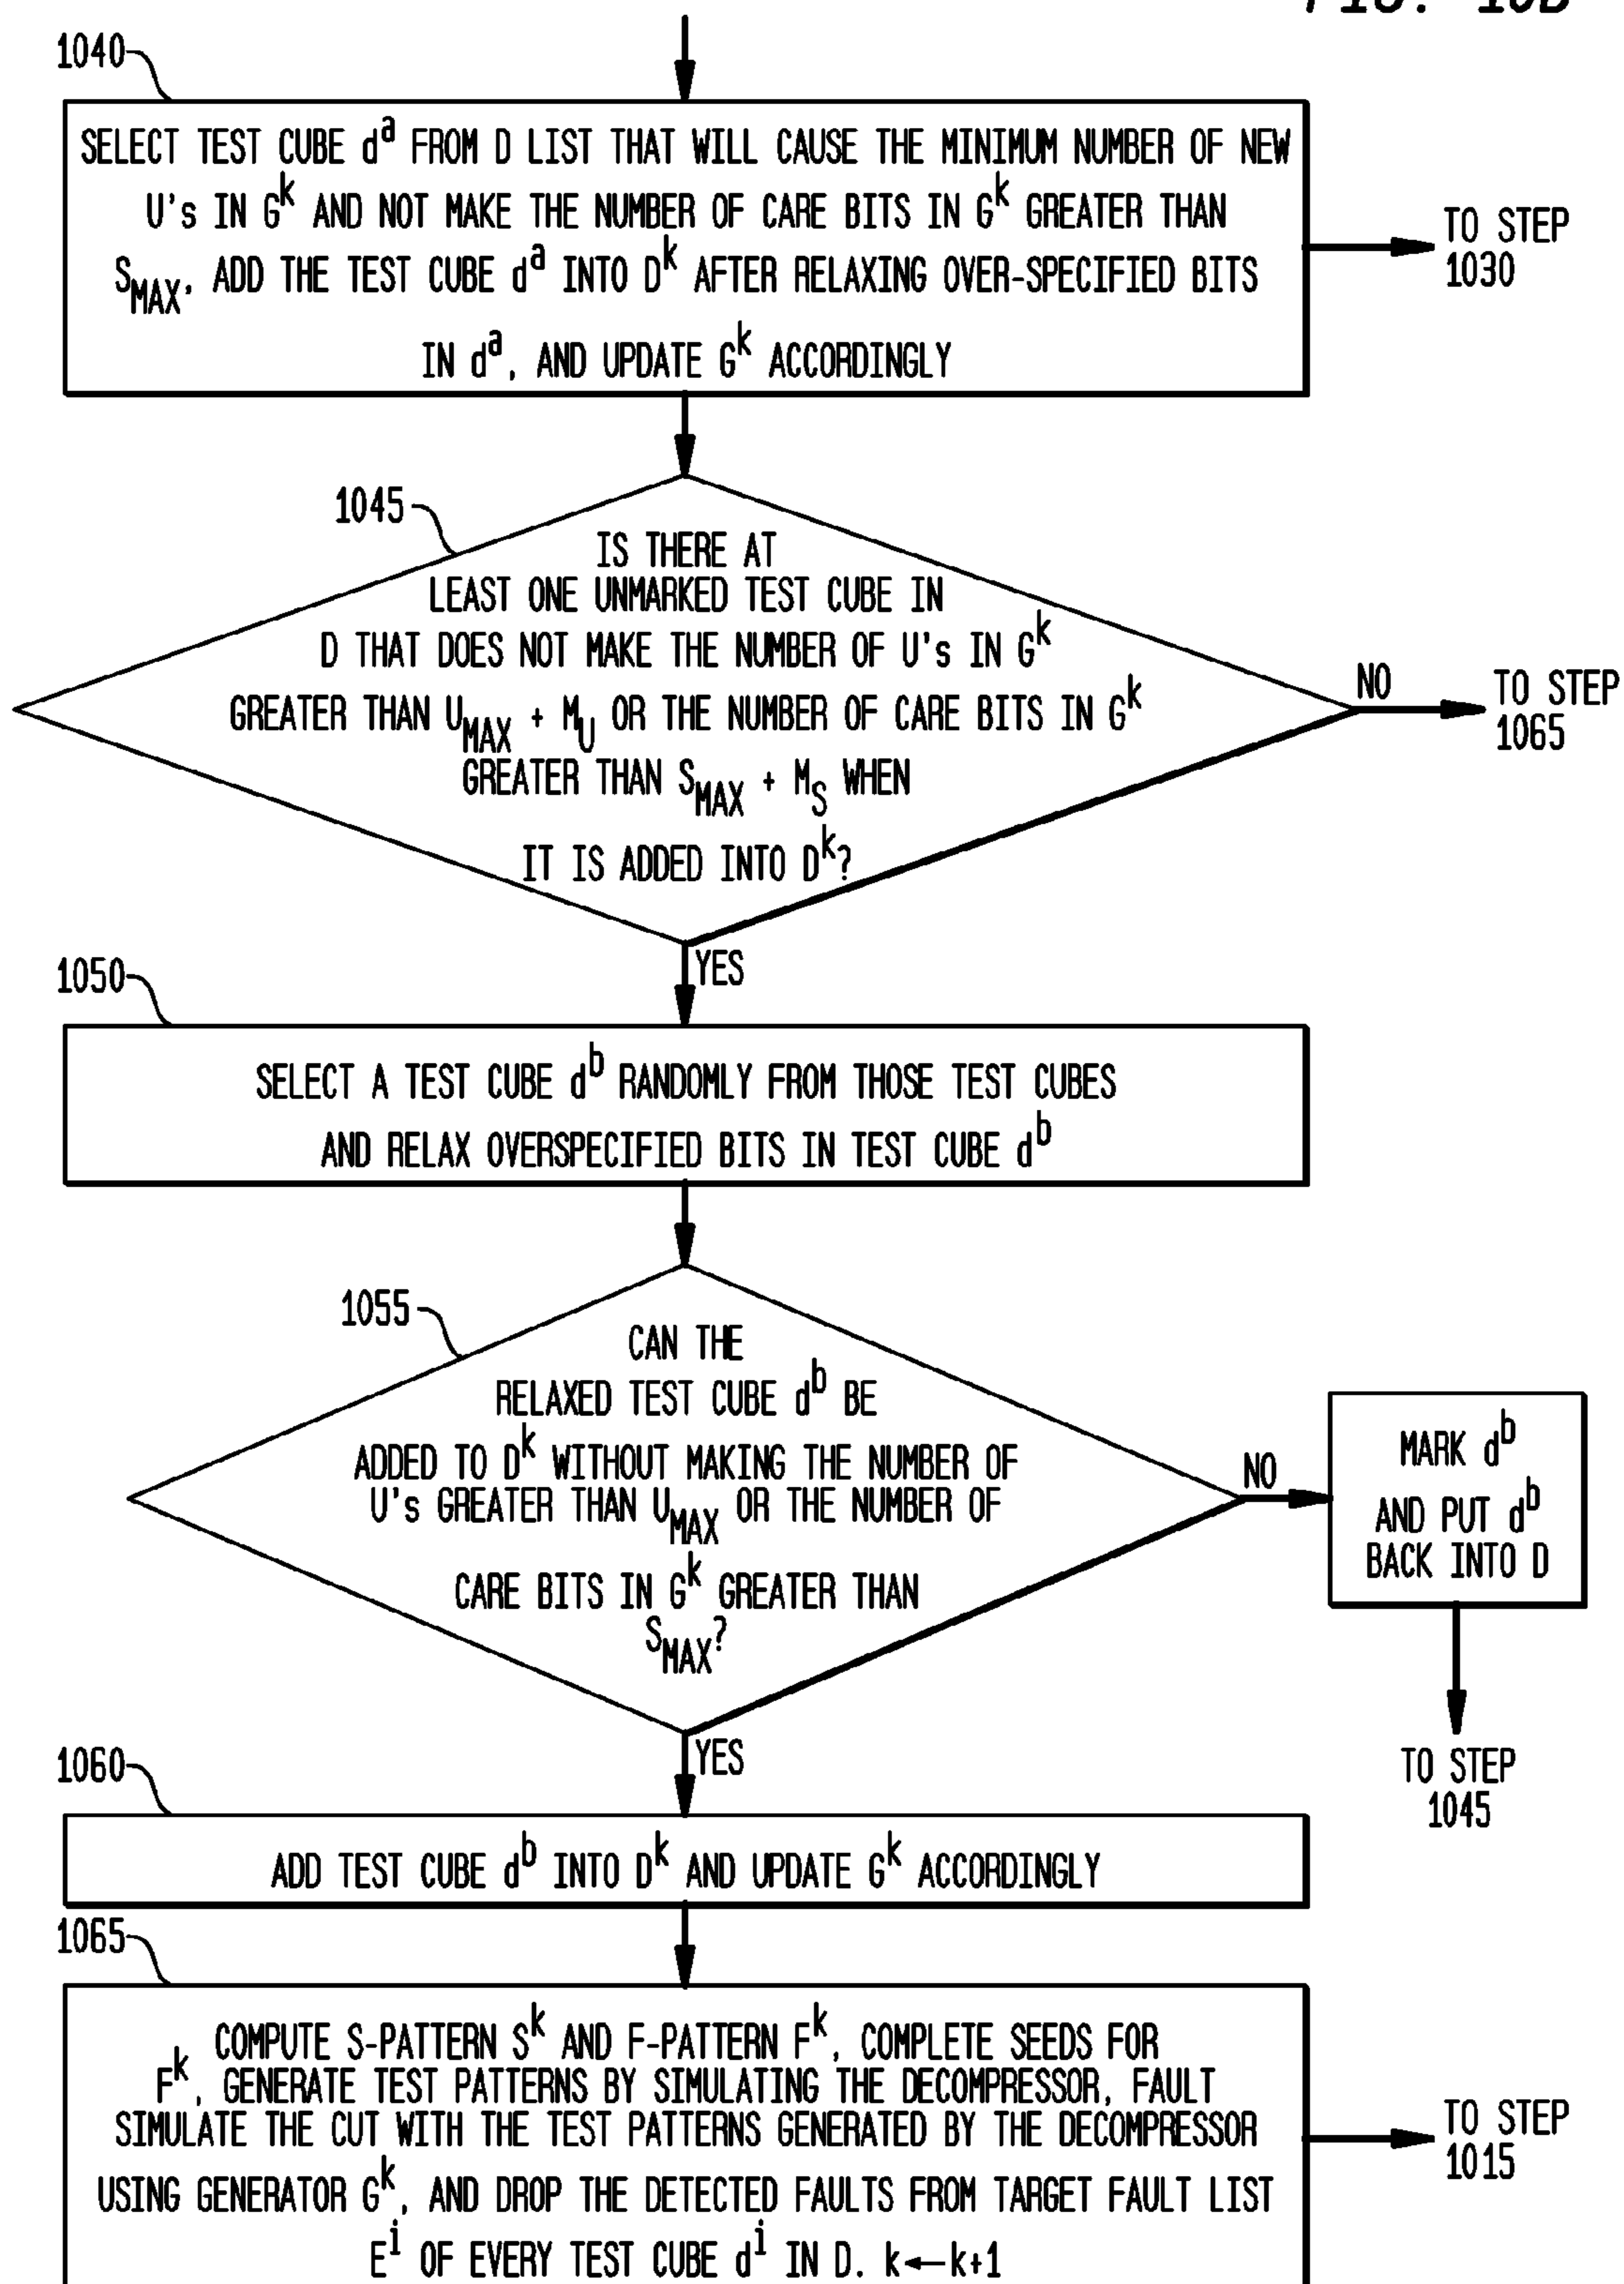 FIG. 10B
1040
SELECT TEST CUBE d^a FROM D LIST THAT WILL CAUSE THE MINIMUM NUMBER OF NEW
U's IN G^k AND NOT MAKE THE NUMBER OF CARE BITS IN G^k GREATER THAN
S_MAX, ADD THE TEST CUBE d^a INTO D^k AFTER RELAXING OVER-SPECIFIED BITS
IN d^a, AND UPDATE G^k ACCORDINGLY
TO STEP
1030
1045
IS THERE AT
LEAST ONE UNMARKED TEST CUBE IN
D THAT DOES NOT MAKE THE NUMBER OF U's IN G^k
GREATER THAN U_MAX + M_U OR THE NUMBER OF CARE BITS IN G^k
GREATER THAN S_MAX + M_S WHEN
IT IS ADDED INTO D^k?
NO
TO STEP
1065
YES
1050
SELECT A TEST CUBE d^b RANDOMLY FROM THOSE TEST CUBES
AND RELAX OVERSPECIFIED BITS IN TEST CUBE d^b
1055
CAN THE
RELAXED TEST CUBE d^b BE
ADDED TO D^k WITHOUT MAKING THE NUMBER OF
U's GREATER THAN U_MAX OR THE NUMBER OF
CARE BITS IN G^k GREATER THAN
S_MAX?
NO
MARK d^b
AND PUT d^b
BACK INTO D
TO STEP
1045
YES
1060
ADD TEST CUBE d^b INTO D^k AND UPDATE G^k ACCORDINGLY
1065
COMPUTE S-PATTERN S^k AND F-PATTERN F^k, COMPLETE SEEDS FOR
F^k, GENERATE TEST PATTERNS BY SIMULATING THE DECOMPRESSOR, FAULT
SIMULATE THE CUT WITH THE TEST PATTERNS GENERATED BY THE DECOMPRESSOR
USING GENERATOR G^k, AND DROP THE DETECTED FAULTS FROM TARGET FAULT LIST
E^i OF EVERY TEST CUBE d^i IN D. k←k+1
TO STEP
1015